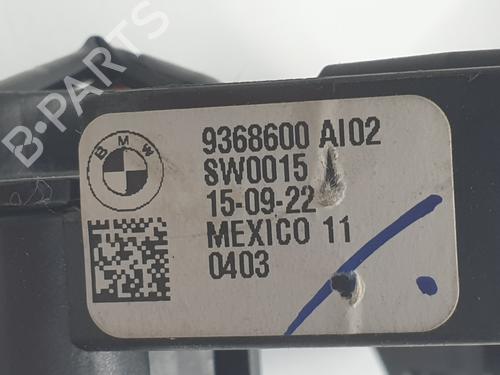 B-PARTS
BMW
9368600 AI02
SW0015
15-09-22
MEXICO 11
0403